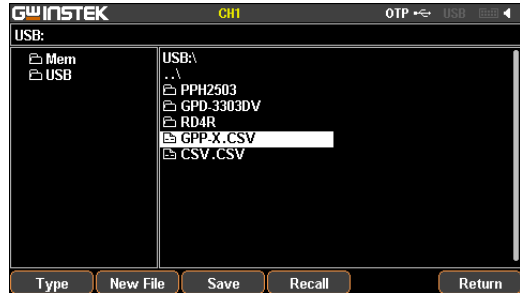 GWINSTEK CH1 OTP USB
USB:
Mem
USB
USB:\
..\
PPH2503
GPD-3303DV
RD4R
GPP-X.CSV
CSV.CSV
Type New File Save Recall Return